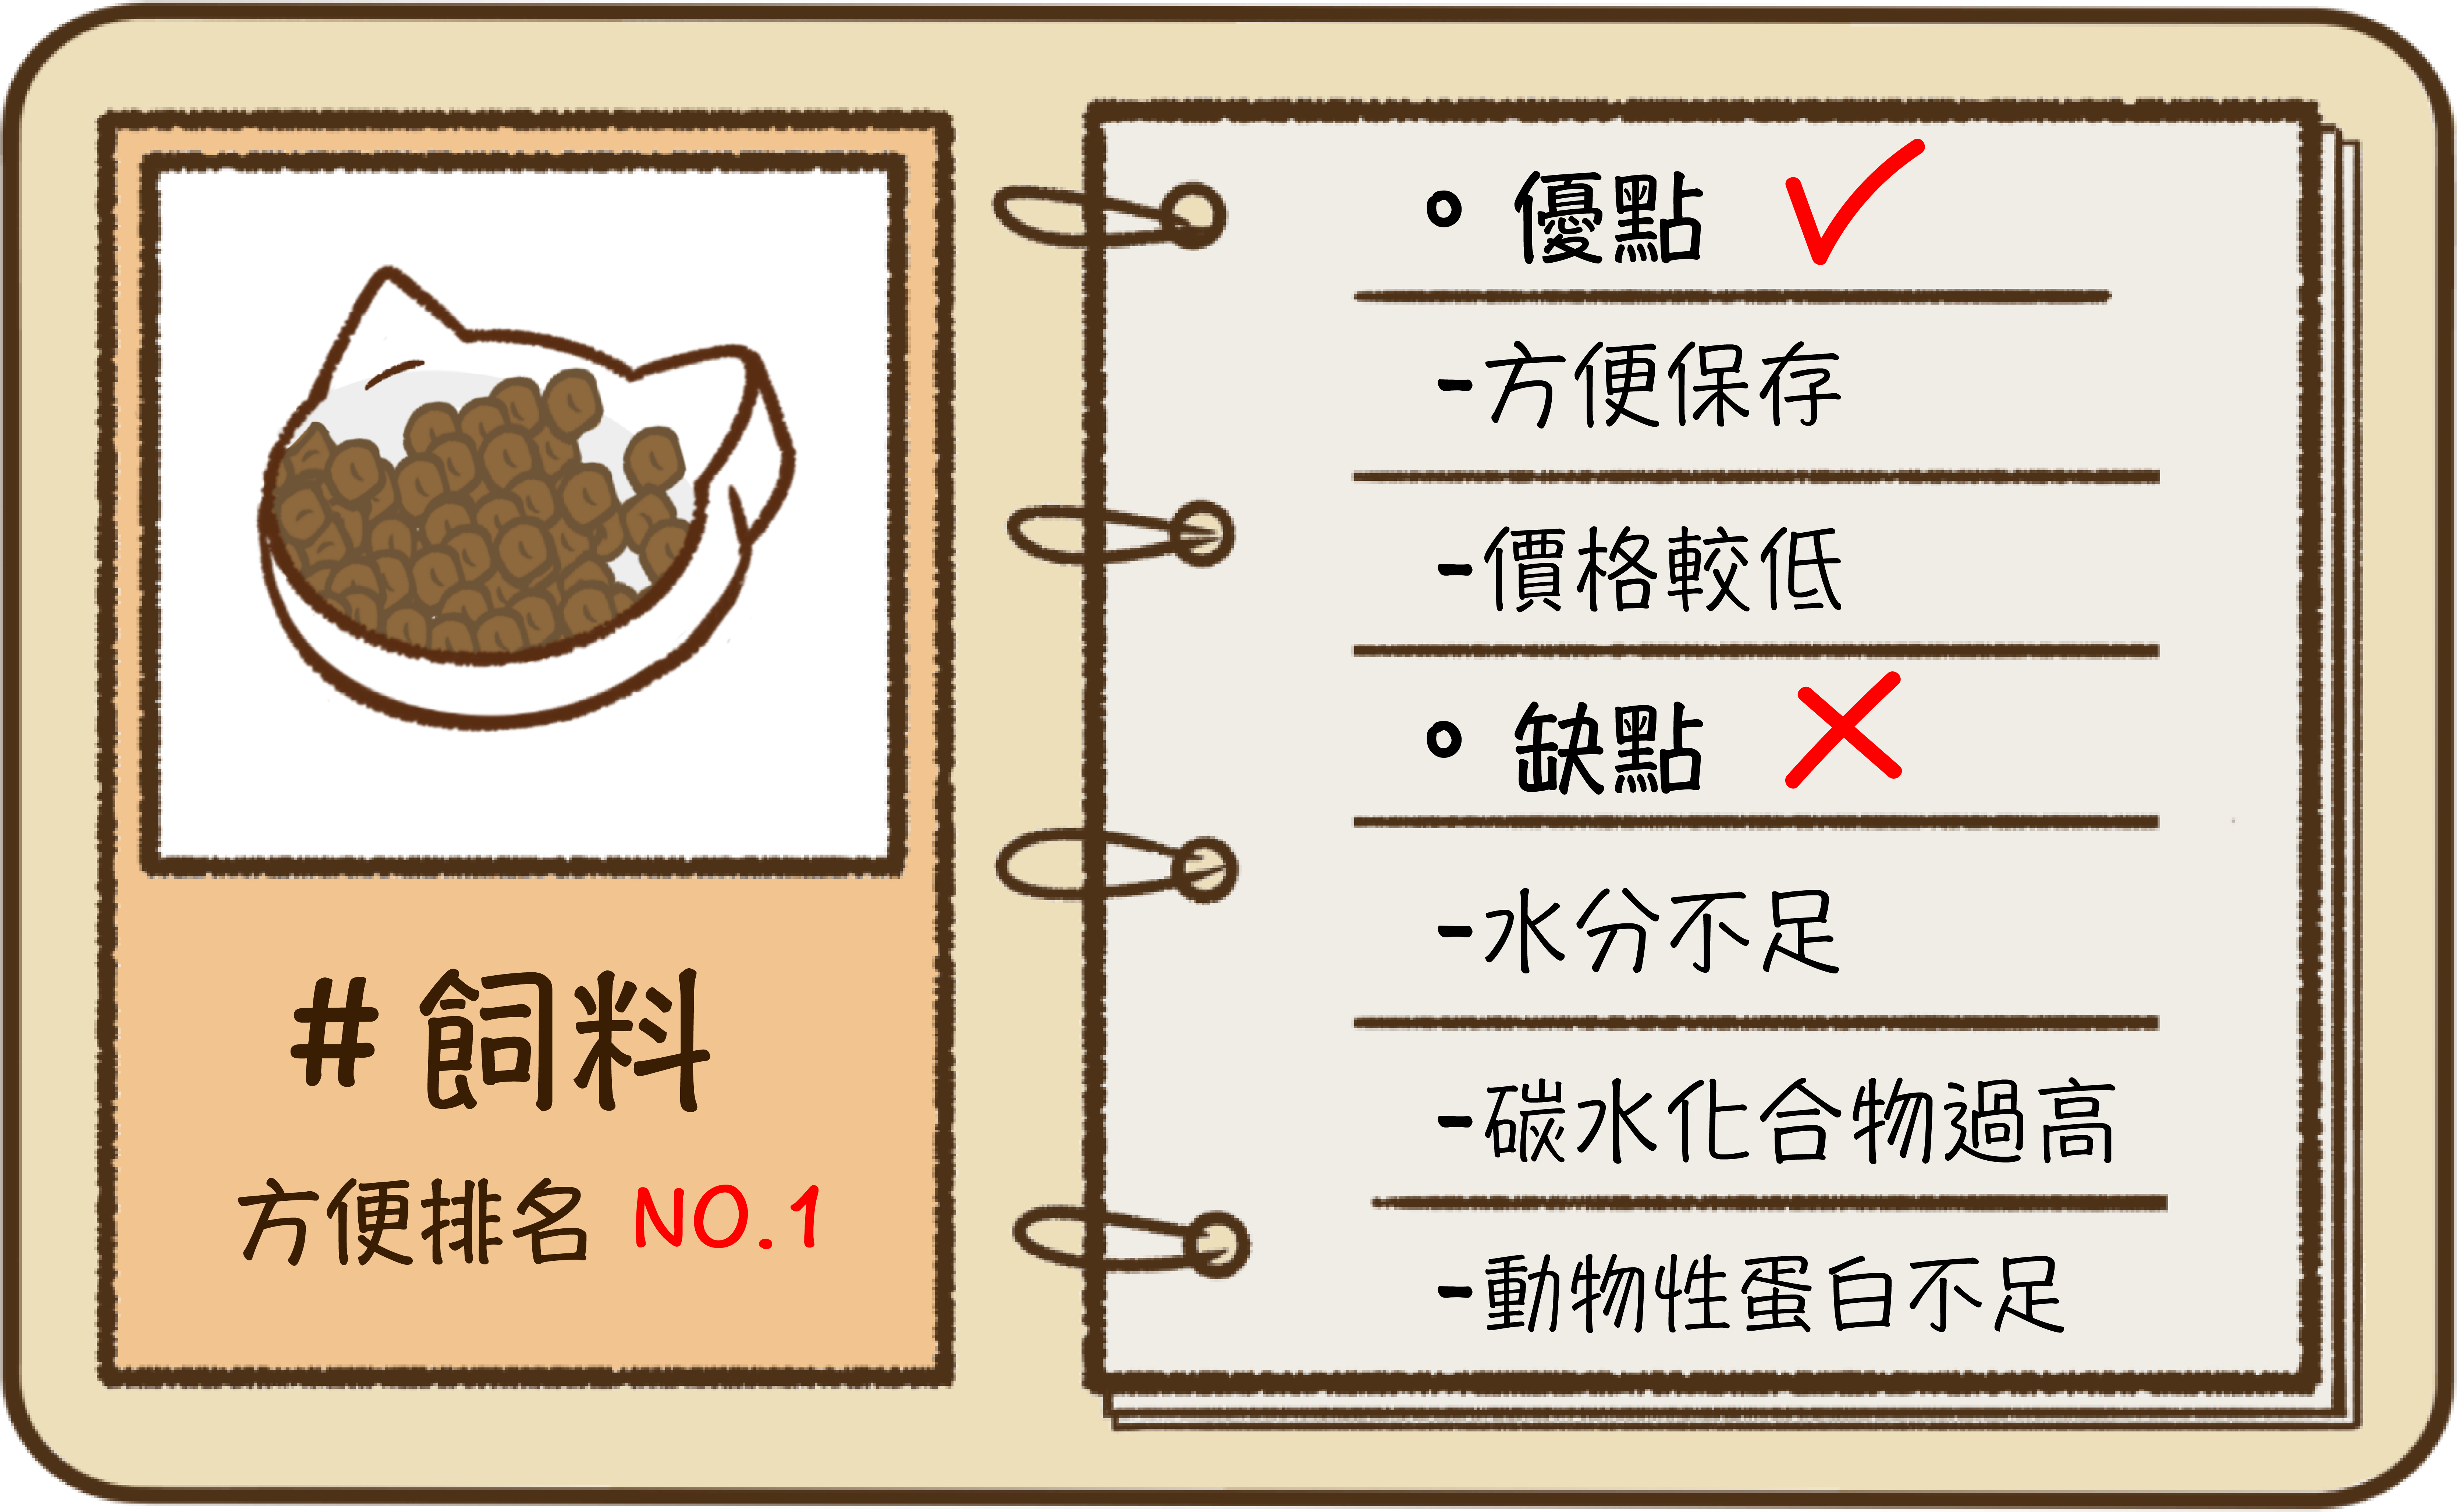 # 飼料
方便排名 NO.1
。優點
-方便保存
-價格較低
。缺點
-水分不足
-碳水化合物過高
-動物性蛋白不足